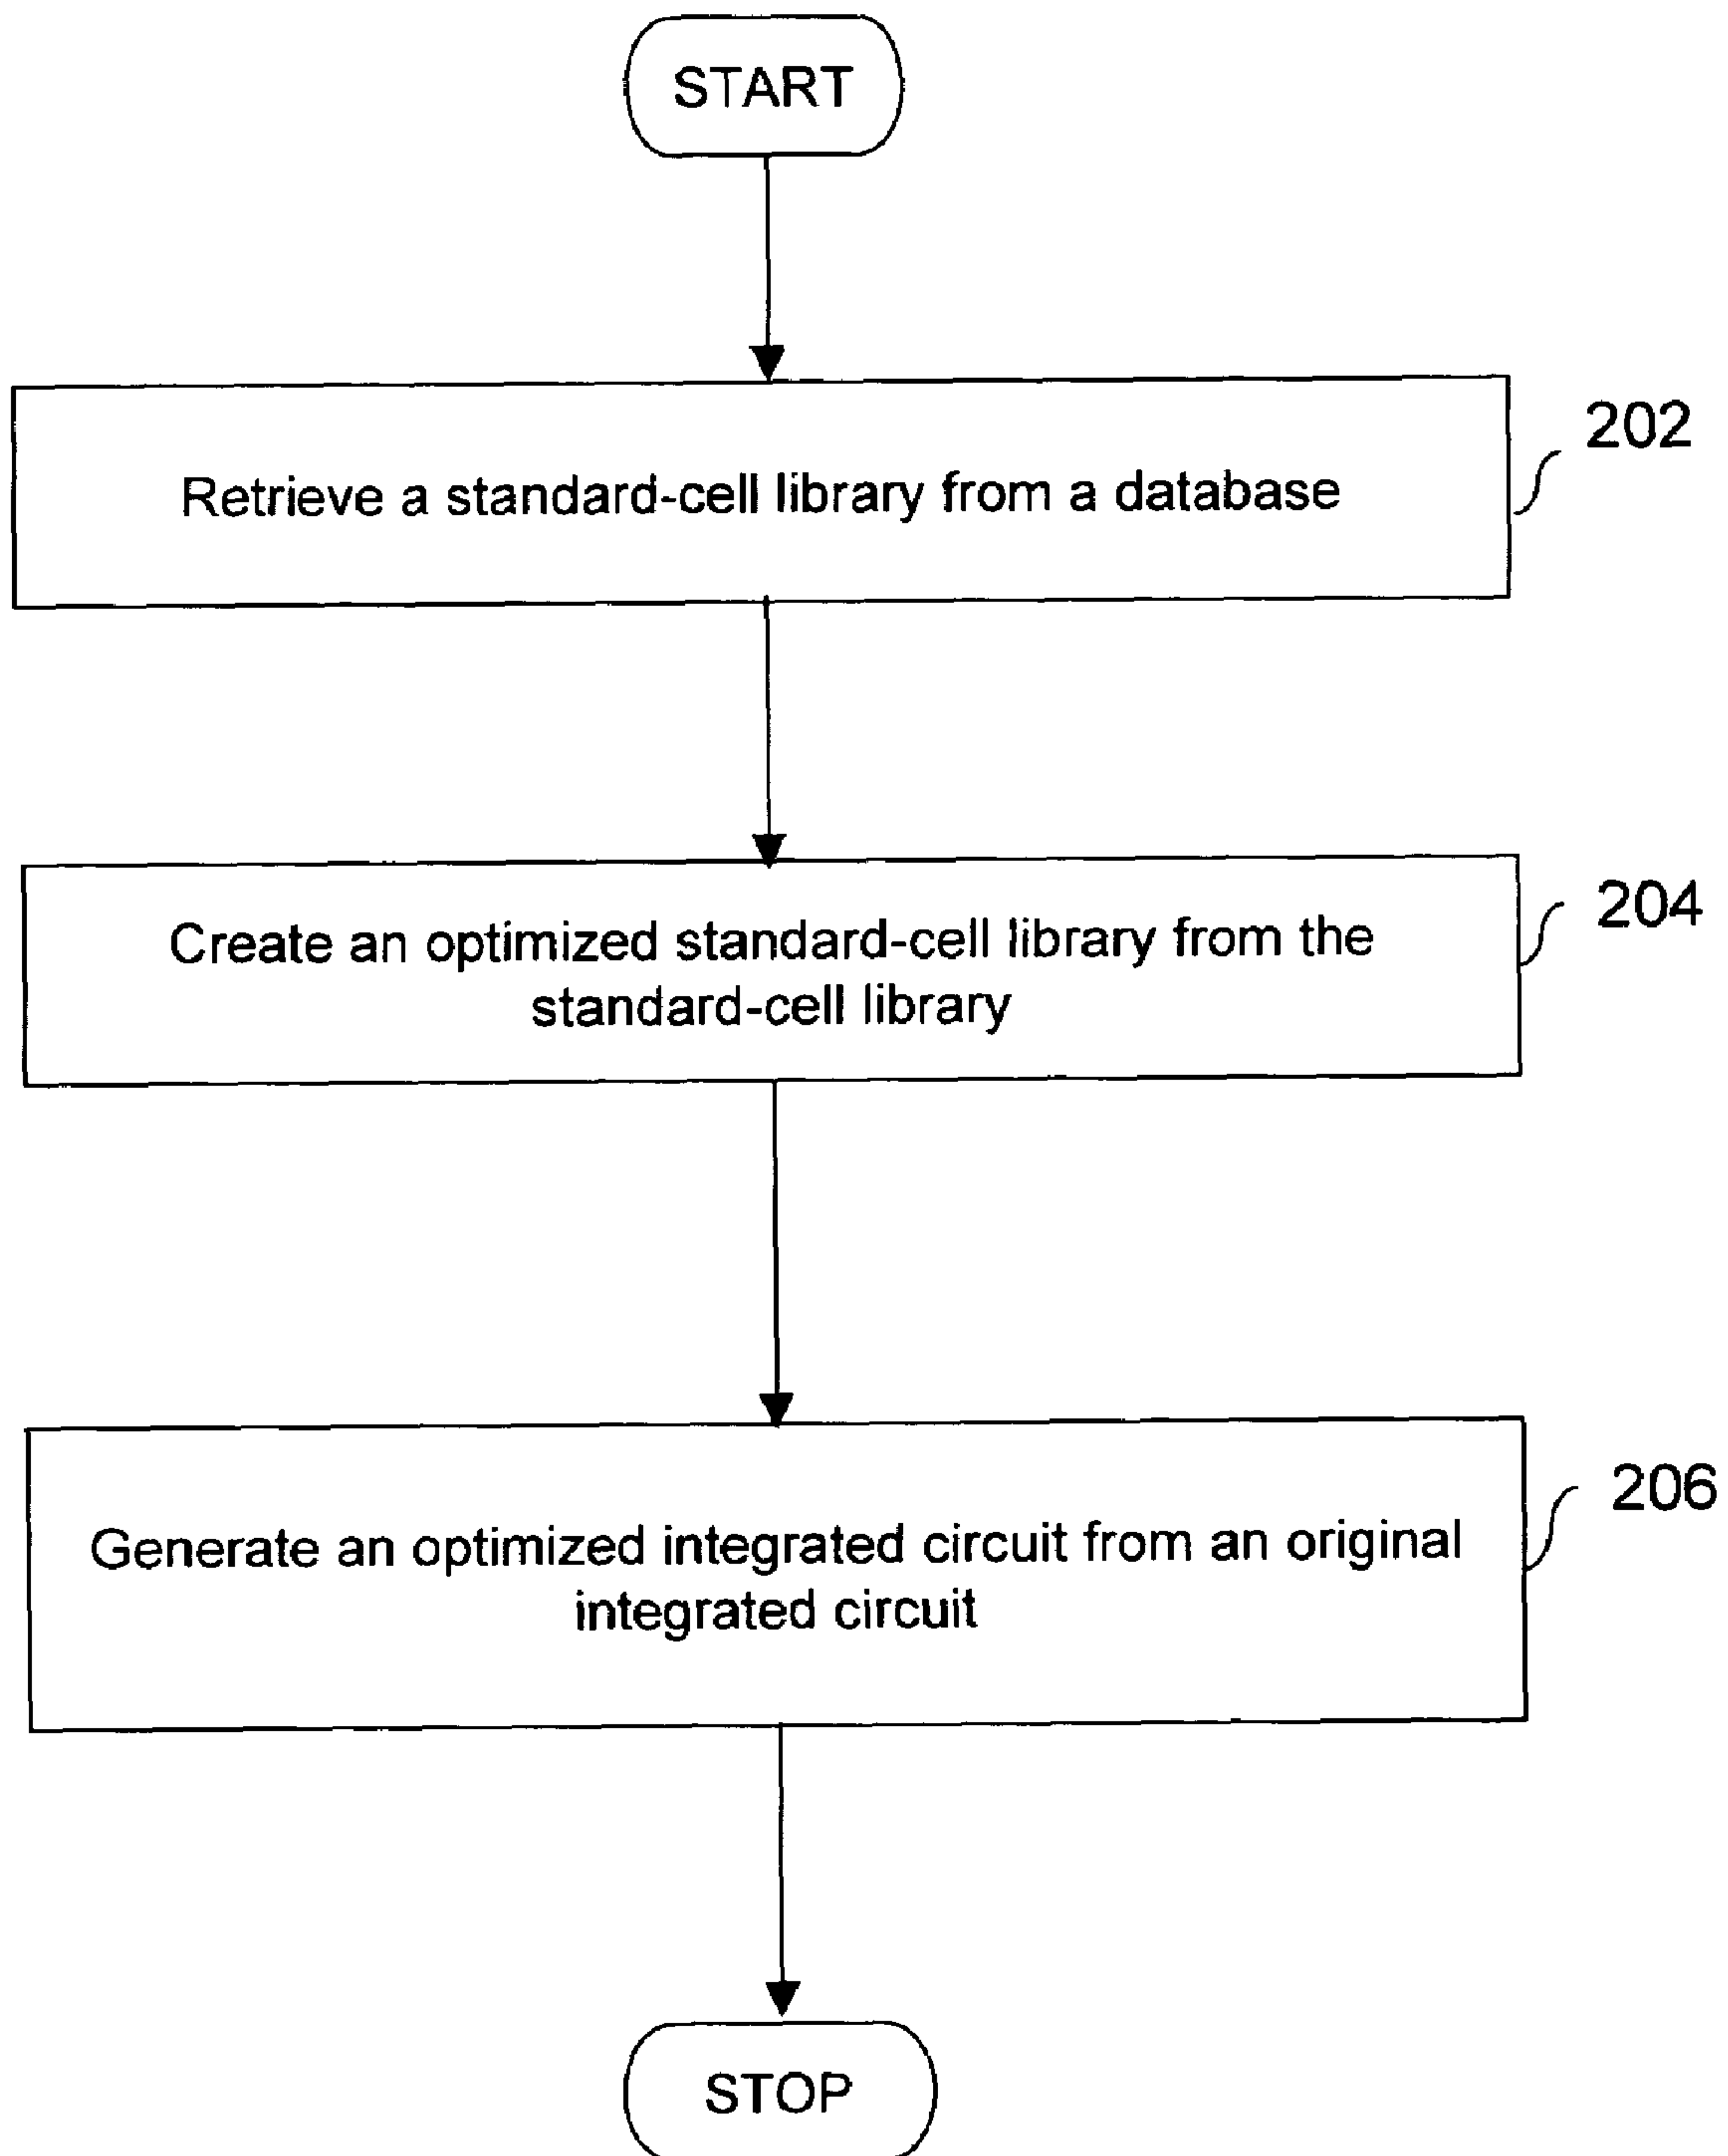 START
202
Retrieve a standard-cell library from a database
204
Create an optimized standard-cell library from the
standard-cell library
206
Generate an optimized integrated circuit from an original
integrated circuit
STOP